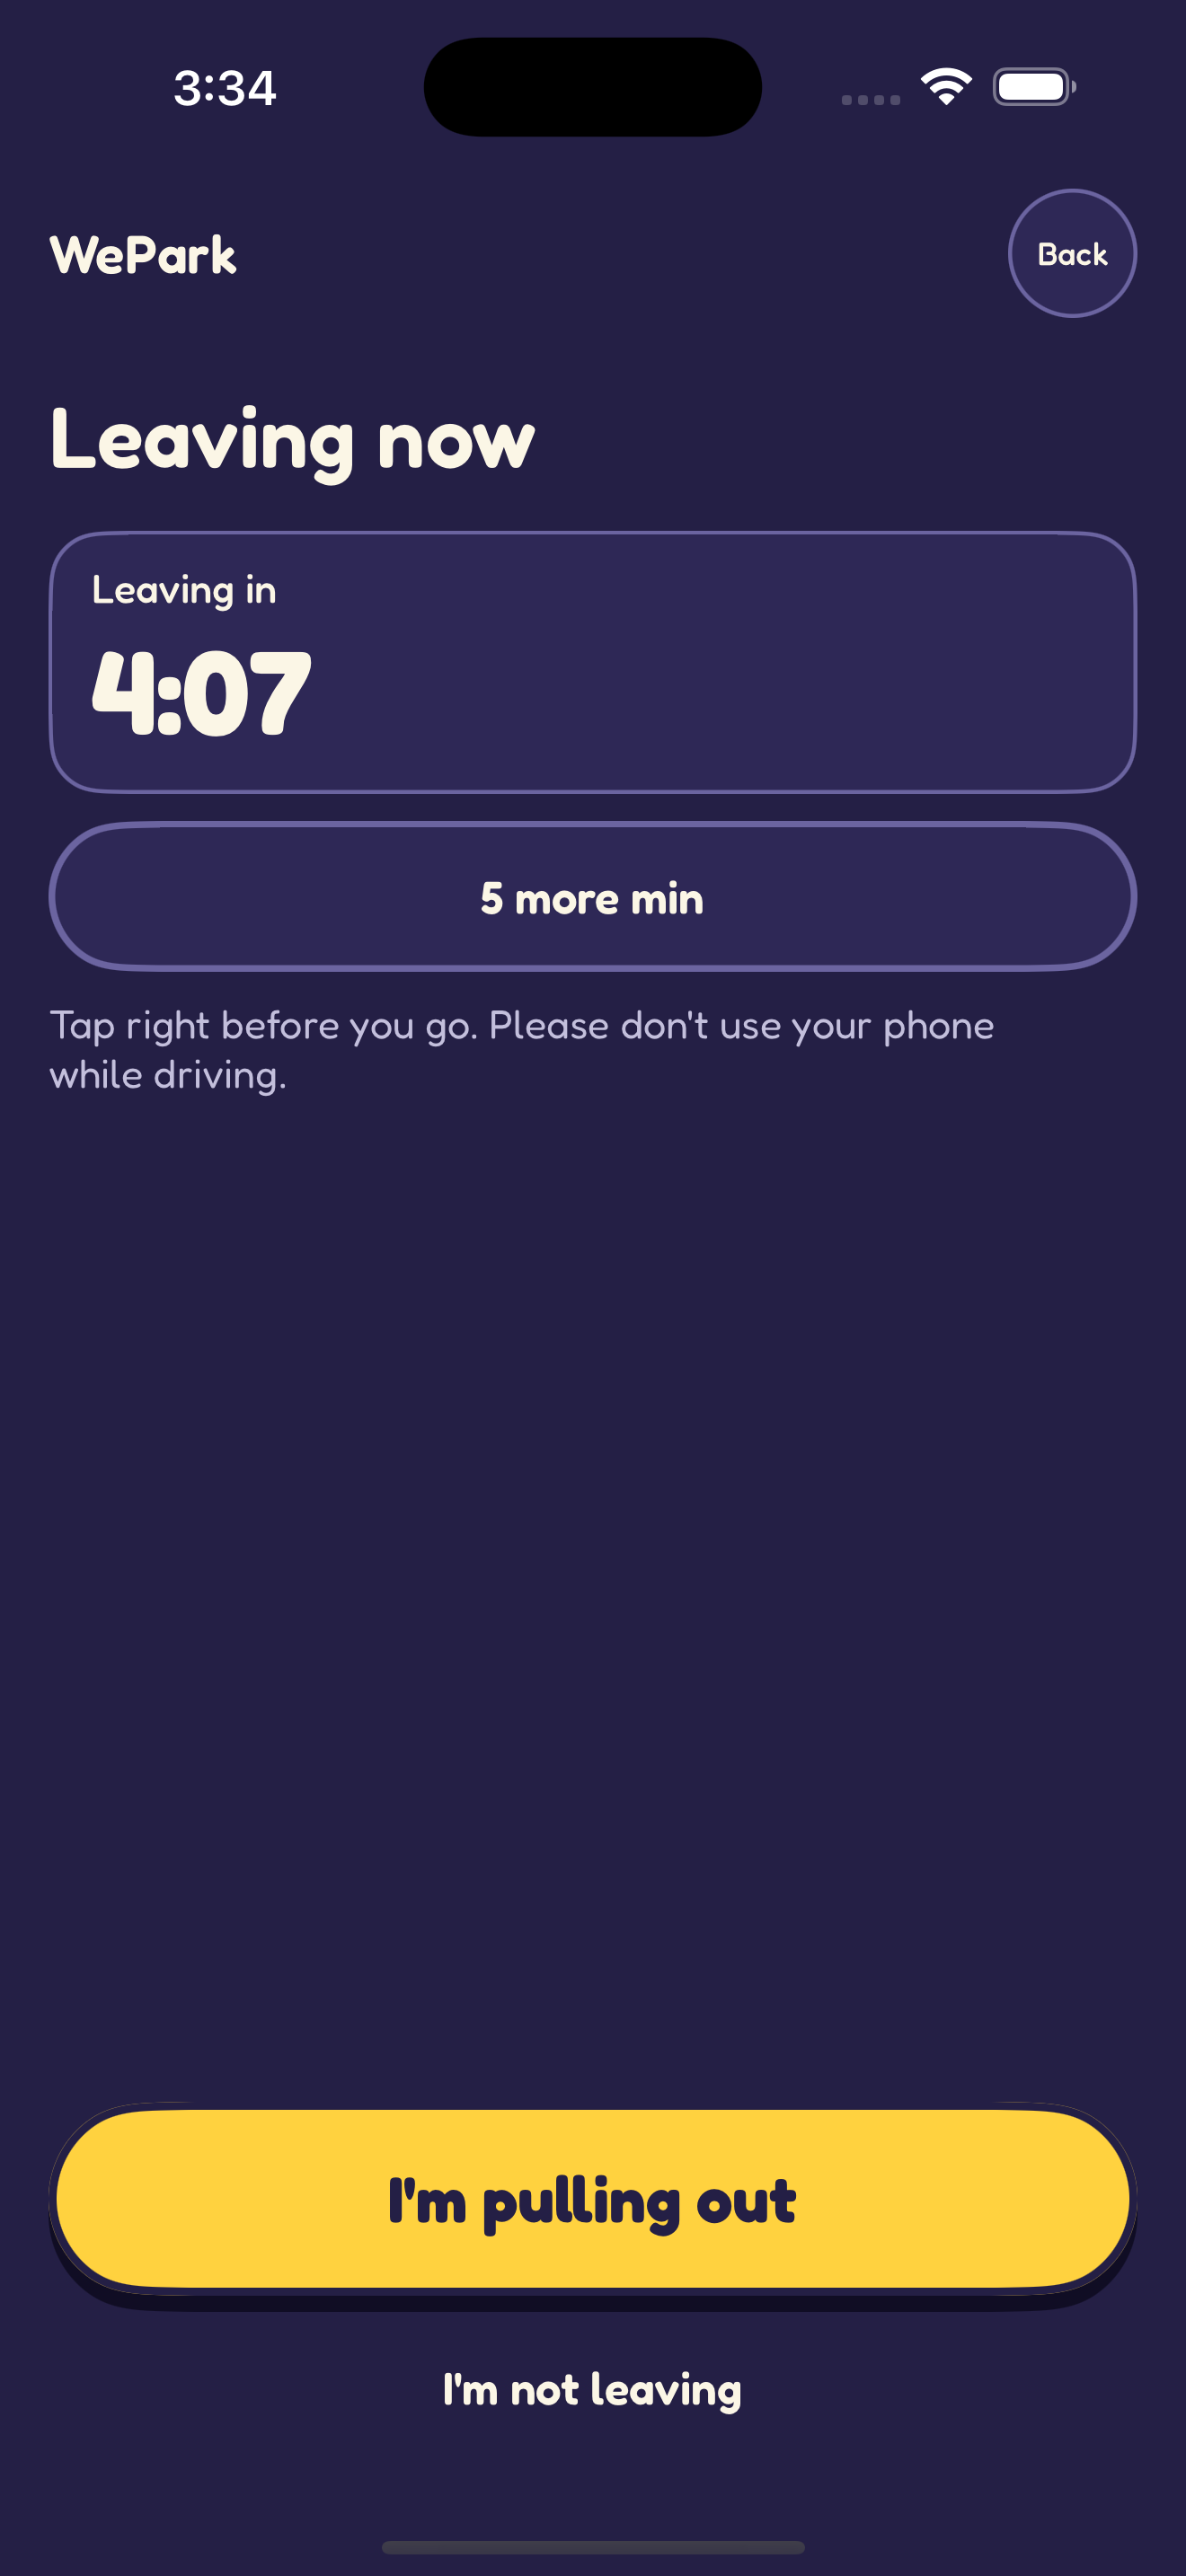 3:34
WePark
Back
Leaving now
Leaving in
4:07
5 more min
Tap right before you go. Please don't use your phone
while driving.
I'm pulling out
I'm not leaving